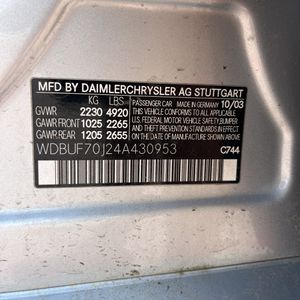 MFD BY DAIMLERCHRYSLER AG STUTTGART
KG LBS
GVWR 2230 4920
GAWR FRONT 1025 2265
GAWR REAR 1205 2655
PASSENGER CAR MADE IN GERMANY 10/03
THIS VEHICLE CONFORMS TO ALL APPLICABLE
U.S. FEDERAL MOTOR VEHICLE SAFETY
BUMPER AND THEFT PREVENTION STANDARDS
IN EFFECT ON THE DATE OF
MANUFACTURE SHOWN ABOVE
WDBUF70J24A430953
C744